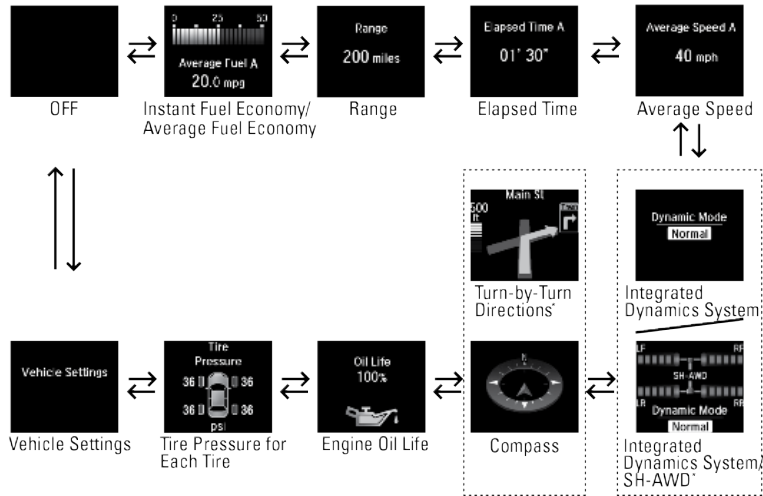 0 25 50
Average Fuel A
20.0 mpg
Range
200 miles
Elapsed Time A
01' 30"
Average Speed A
40 mph
OFF
Instant Fuel Economy/
Average Fuel Economy
Range
Elapsed Time
Average Speed
Main St
500
ft
Dynamic Mode
Normal
Turn-by-Turn
Directions*
Integrated
Dynamics System
Vehicle Settings
Tire
Pressure
36 36
36 36
psi
Oil Life
100%
N
LF RF
SH-AWD
LR RR
Dynamic Mode
Normal
Vehicle Settings
Tire Pressure for
Each Tire
Engine Oil Life
Compass
Integrated
Dynamics System/
SH-AWD*